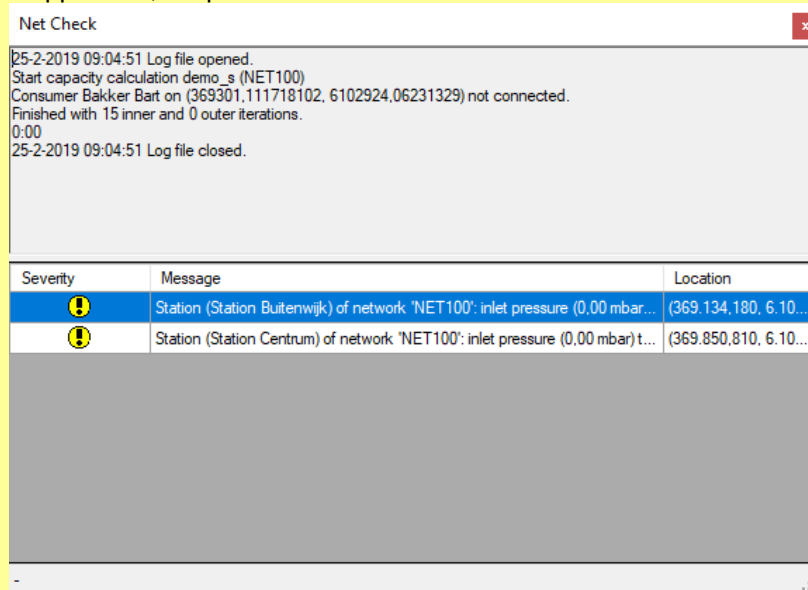 Net Check
25-2-2019 09:04:51 Log file opened.
Start capacity calculation demo_s (NET100)
Consumer Bakker Bart on (369301,111718102, 6102924,06231329) not connected.
Finished with 15 inner and 0 outer iterations.
0:00
25-2-2019 09:04:51 Log file closed.
Severity Message Location
Station (Station Buitenwijk) of network 'NET100': inlet pressure (0,00 mbar... (369.134,180, 6.10...
Station (Station Centrum) of network 'NET100': inlet pressure (0,00 mbar) t... (369.850,810, 6.10...
-